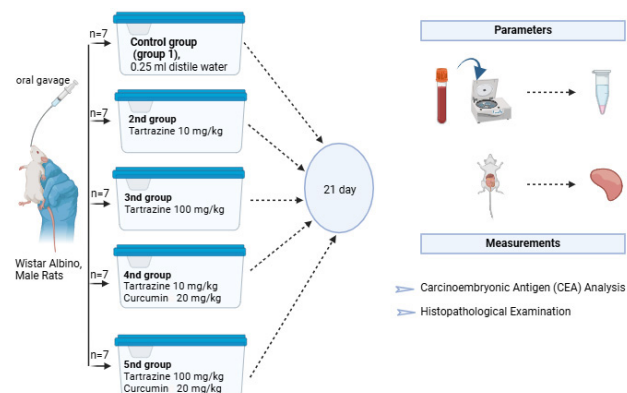 n=7
Control group
(group 1),
0.25 ml distile water
oral gavage
n=7
2nd group
Tartrazine 10 mg/kg
n=7
3nd group
Tartrazine 100 mg/kg
Wistar Albino,
Male Rats
n=7
4nd group
Tartrazine 10 mg/kg
Curcumin 20 mg/kg
n=7
5nd group
Tartrazine 100 mg/kg
Curcumin 20 mg/kg
21 day
Parameters
Measurements
Carcinoembryonic Antigen (CEA) Analysis
Histopathological Examination